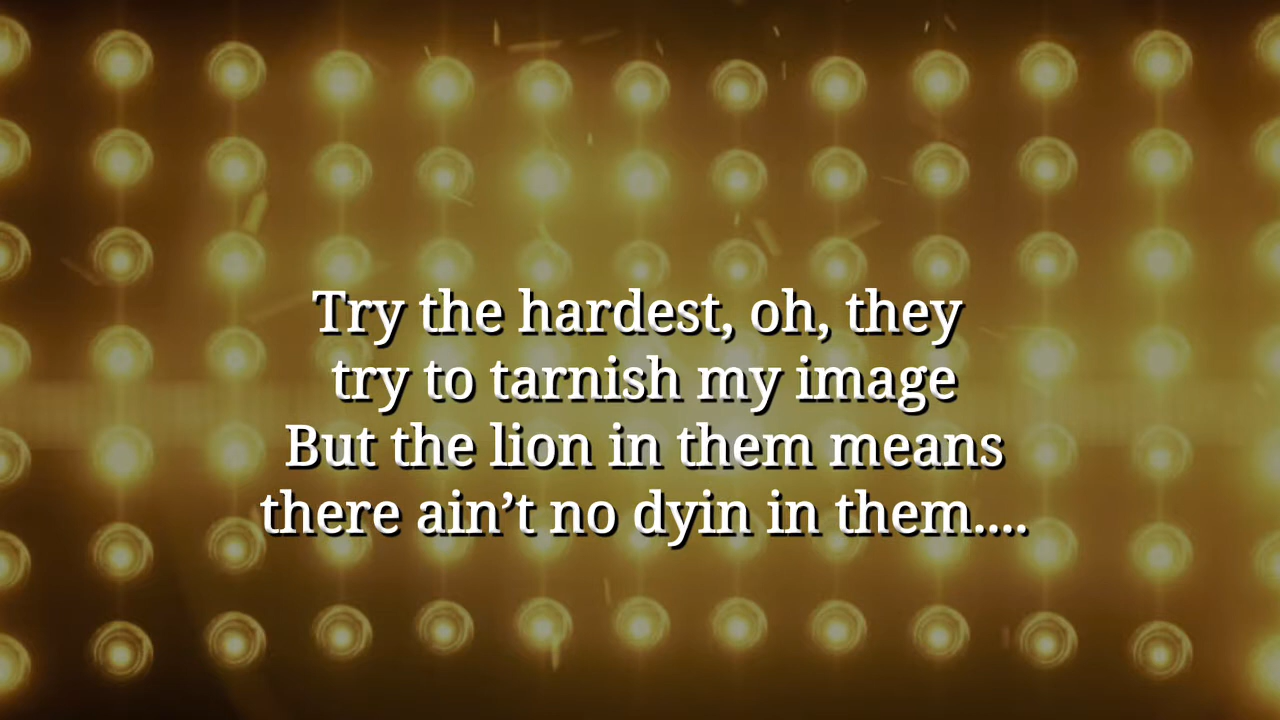 Try the hardest, oh, they
try to tarnish my image
But the lion in them means
there ain’t no dyin in them....